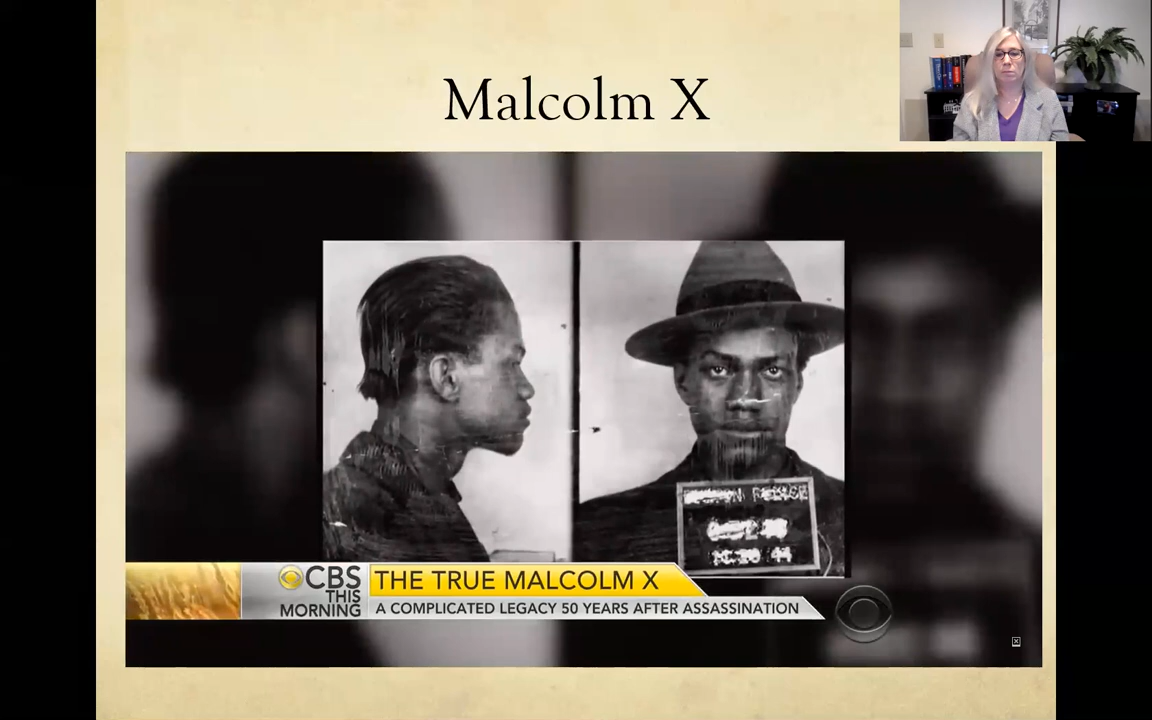 Malcolm X
CBS
THIS
MORNING
THE TRUE MALCOLM X
A COMPLICATED LEGACY 50 YEARS AFTER ASSASSINATION